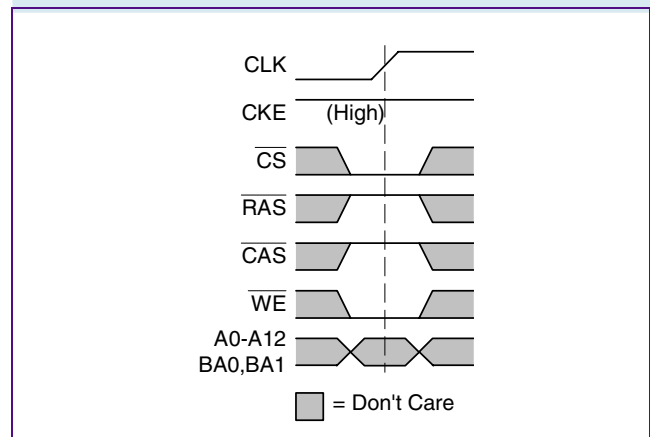 CLK
CKE (High)
CS
RAS
CAS
WE
A0-A12
BA0,BA1
= Don't Care